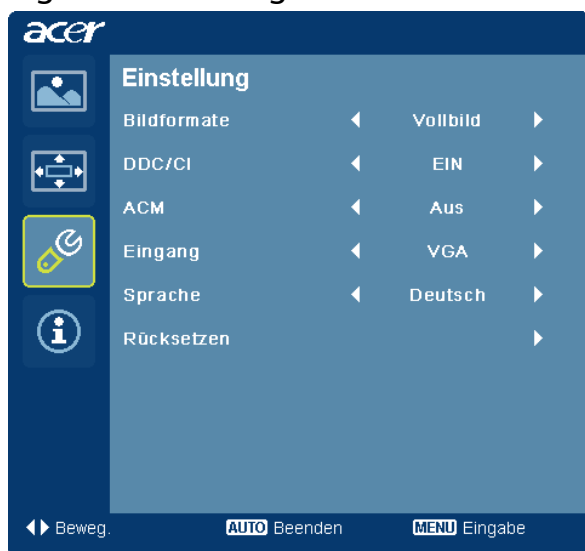 acer
Einstellung
Bildformate Vollbild
DDC/CI EIN
ACM Aus
Eingang VGA
Sprache Deutsch
Rücksetzen
Beweg. AUTO Beenden MENU Eingabe